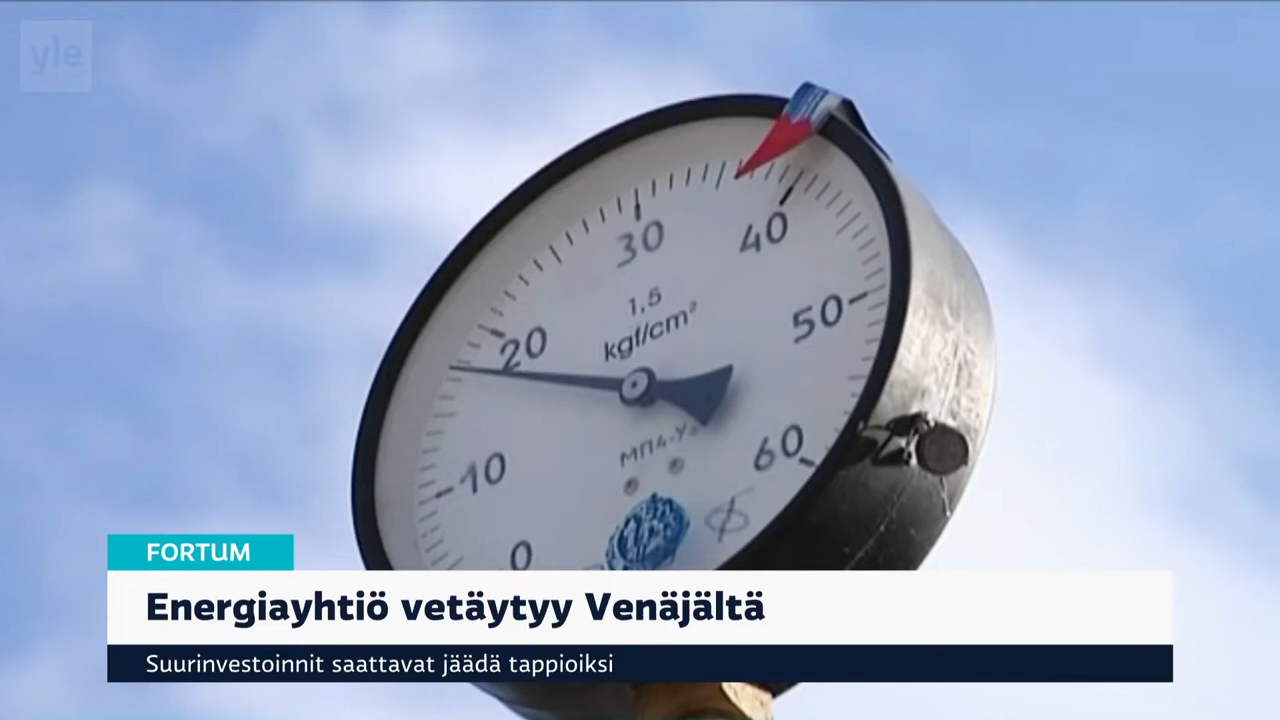 yle
30
40
1,5
kgf/cm²
50
20
10
60
0
FORTUM
Energiayhtiö vetäytyy Venäjältä
Suurinvestoinnit saattavat jäädä tappioiksi